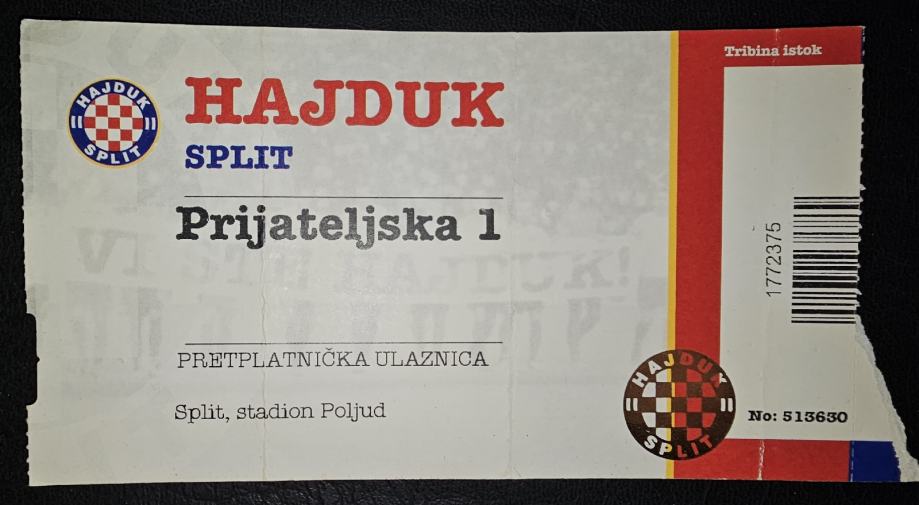 HAJDUK
SPLIT
HAJDUK
SPLIT
Prijateljska 1
PRETPLATNIČKA ULAZNICA
Split, stadion Poljud
Tribina istok
1772375
HAJDUK
SPLIT
No: 513630